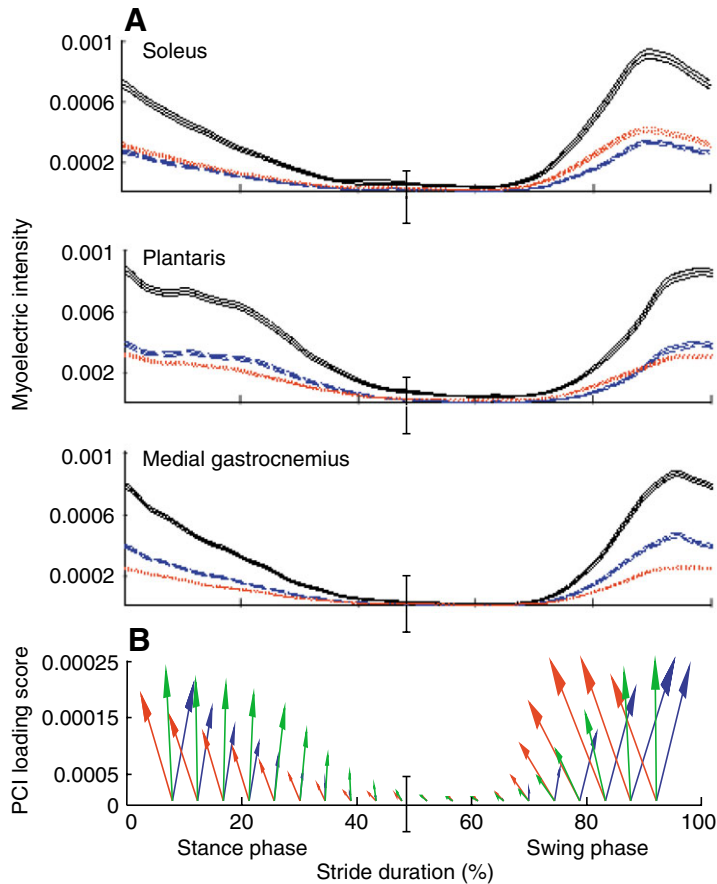 A
Soleus
0.001
0.0006
0.0002
Plantaris
0.001
0.006
0.002
Medial gastrocnemius
0.001
0.0006
0.0002
Myoelectric intensity
B
0.00025
0.00015
0.0005
0
PCI loading score
0 20 40 60 80 100
Stance phase Swing phase
Stride duration (%)